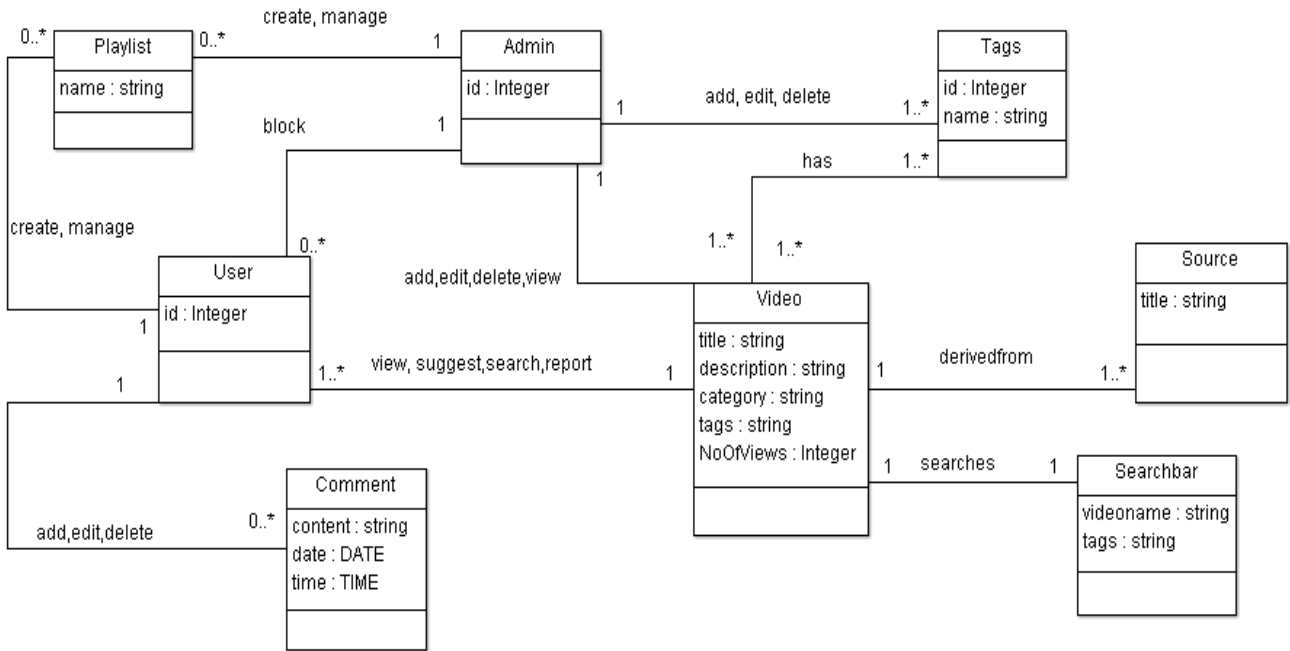 create, manage
0..*
0..*
1
Playlist
name : string
Admin
id : Integer
Tags
id : Integer
name : string
1
add, edit, delete
1..*
block
1
has
1..*
1
create, manage
0..*
1..*
1..*
User
id : Integer
1
add,edit,delete,view
Video
title : string
description : string
category : string
tags : string
NoOfViews : Integer
Source
title : string
view, suggest,search,report
1..*
1
derivedfrom
1
1..*
1
searches
1
1
Searchbar
videoname : string
tags : string
Comment
content : string
date : DATE
time : TIME
0..*
add,edit,delete